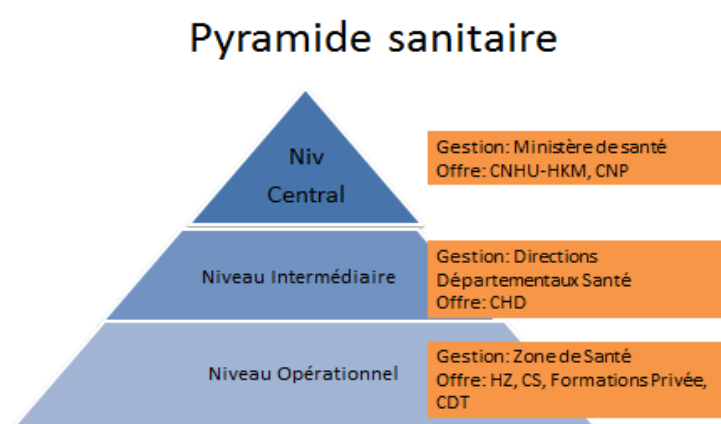 Pyramide sanitaire
Niv
Central
Gestion: Ministère de santé
Offre: CNHU-HKM, CNP
Niveau Intermédiaire
Gestion: Directions
Départementaux Santé
Offre: CHD
Niveau Opérationnel
Gestion: Zone de Santé
Offre: HZ, CS, Formations Privée,
CDT